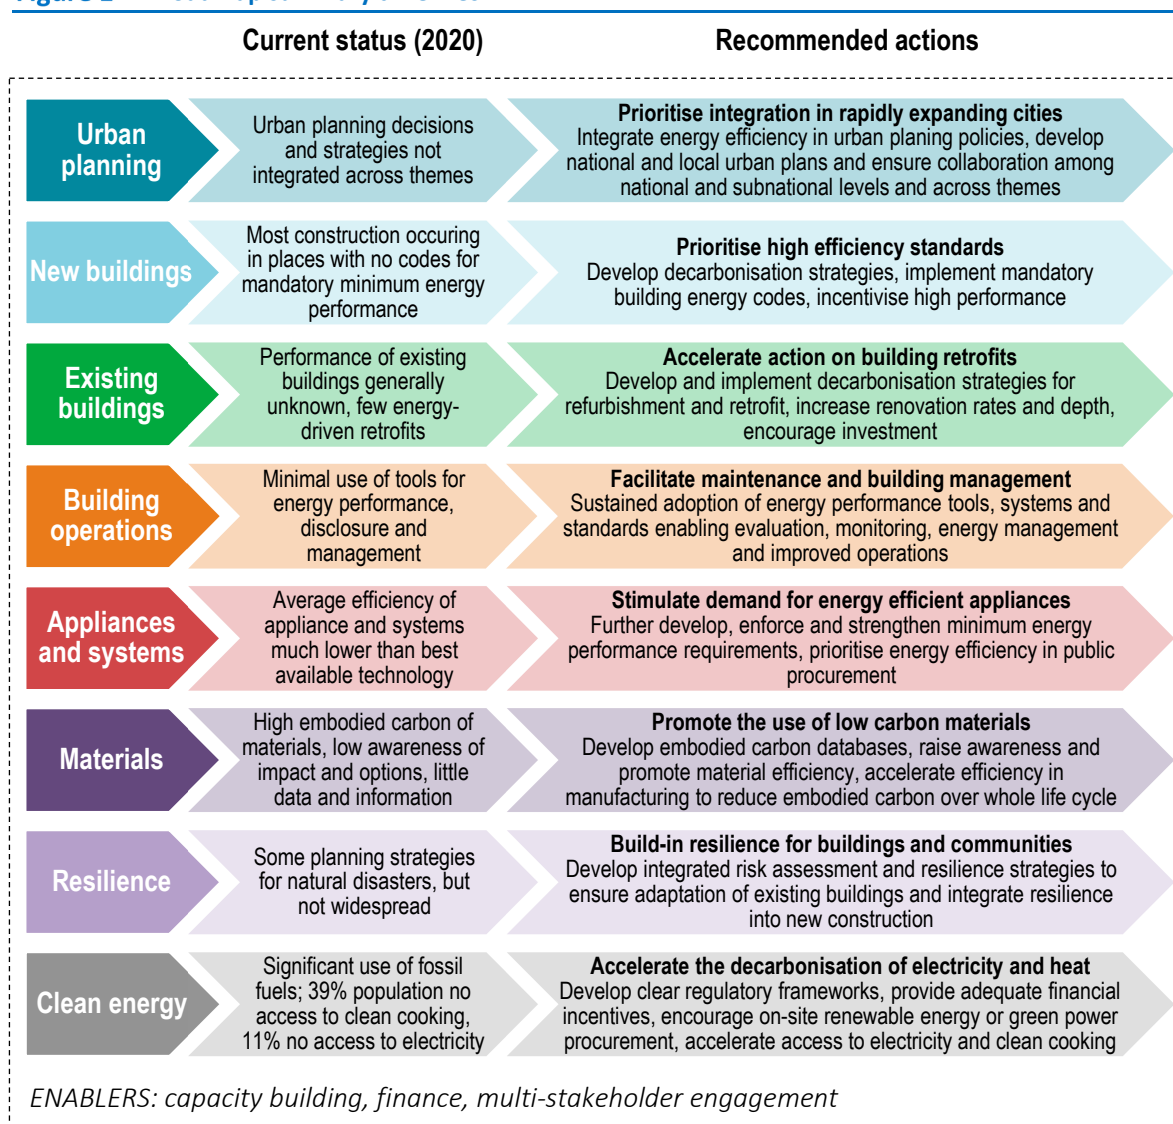 Current status (2020)
Recommended actions
Urban
planning
Urban planning decisions
and strategies not
integrated across themes
Prioritise integration in rapidly expanding cities
Integrate energy efficiency in urban planing policies, develop
national and local urban plans and ensure collaboration among
national and subnational levels and across themes
New buildings
Most construction occuring
in places with no codes for
mandatory minimum energy
performance
Prioritise high efficiency standards
Develop decarbonisation strategies, implement mandatory
building energy codes, incentivise high performance
Existing
buildings
Performance of existing
buildings generally
unknown, few energy-
driven retrofits
Accelerate action on building retrofits
Develop and implement decarbonisation strategies for
refurbishment and retrofit, increase renovation rates and depth,
encourage investment
Building
operations
Minimal use of tools for
energy performance,
disclosure and
management
Facilitate maintenance and building management
Sustained adoption of energy performance tools, systems and
standards enabling evaluation, monitoring, energy management
and improved operations
Appliances
and systems
Average efficiency of
appliance and systems
much lower than best
available technology
Stimulate demand for energy efficient appliances
Further develop, enforce and strengthen minimum energy
performance requirements, prioritise energy efficiency in public
procurement
Materials
High embodied carbon of
materials, low awareness of
impact and options, little
data and information
Promote the use of low carbon materials
Develop embodied carbon databases, raise awareness and
promote material efficiency, accelerate efficiency in
manufacturing to reduce embodied carbon over whole life cycle
Resilience
Some planning strategies
for natural disasters, but
not widespread
Build-in resilience for buildings and communities
Develop integrated risk assessment and resilience strategies to
ensure adaptation of existing buildings and integrate resilience
into new construction
Clean energy
Significant use of fossil
fuels; 39% population no
access to clean cooking,
11% no access to electricity
Accelerate the decarbonisation of electricity and heat
Develop clear regulatory frameworks, provide adequate financial
incentives, encourage on-site renewable energy or green power
procurement, accelerate access to electricity and clean cooking
ENABLERS: capacity building, finance, multi-stakeholder engagement